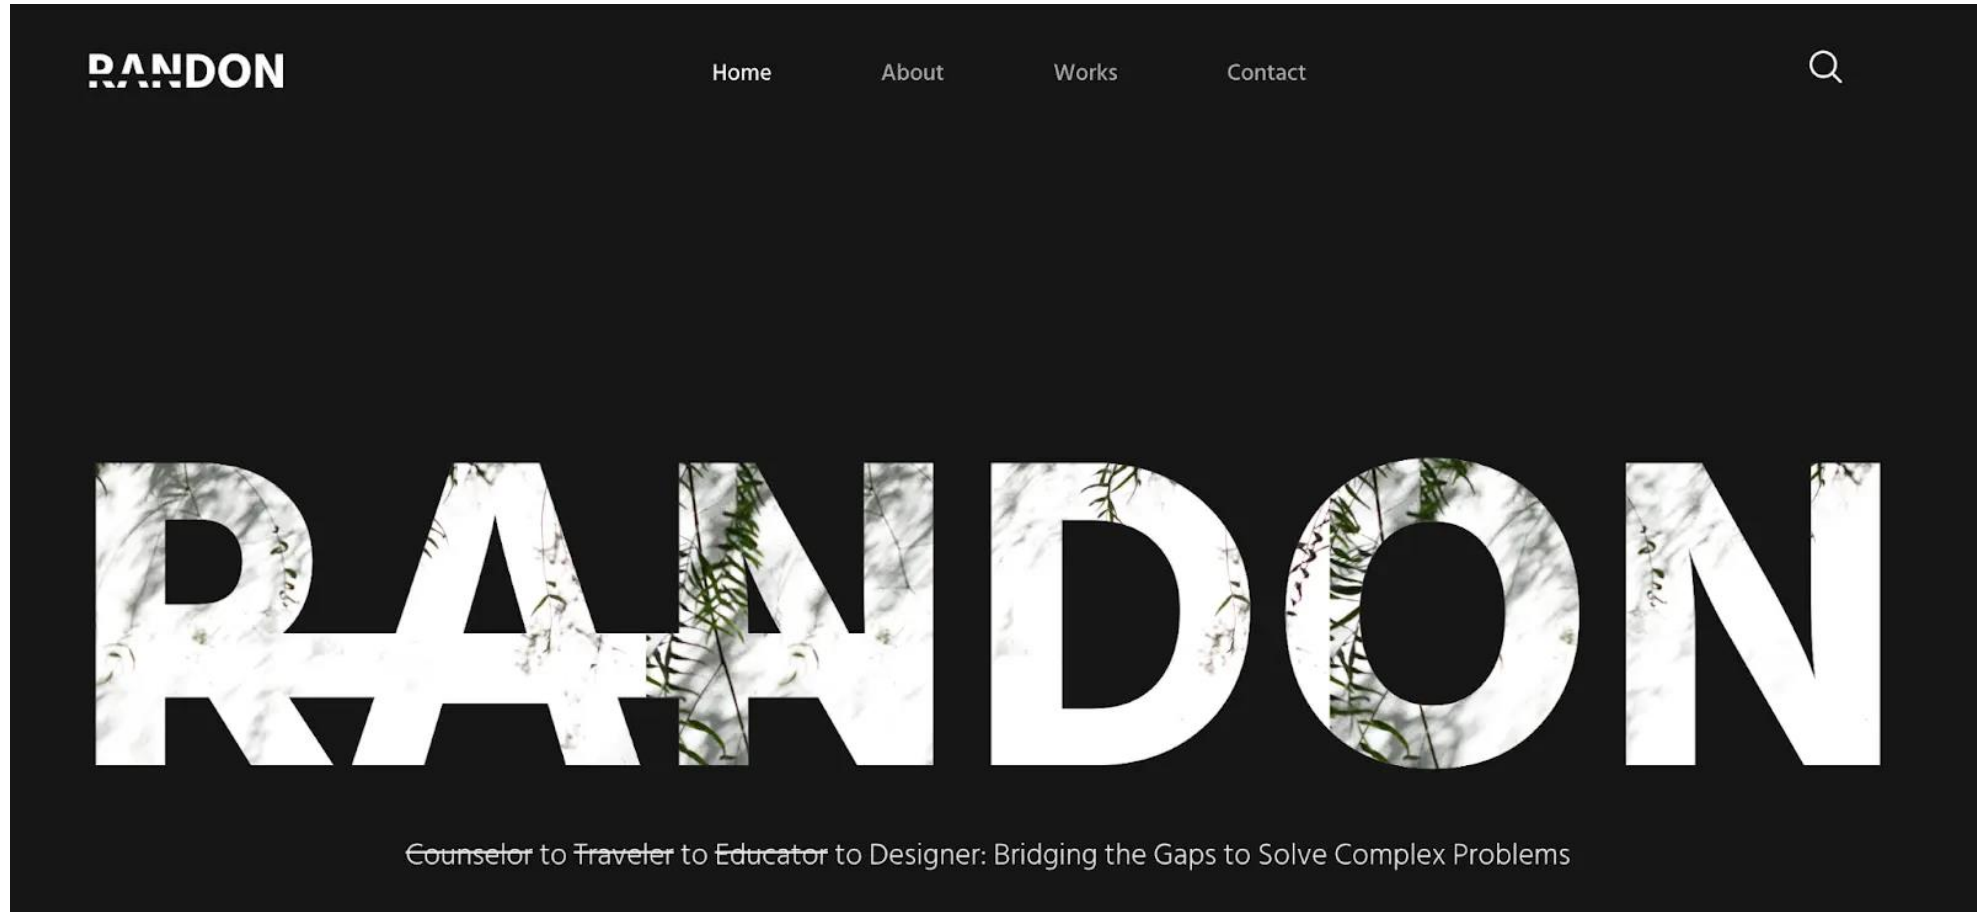 RANDON
Home About Works Contact
RANDON
Counselor to Traveler to Educator to Designer: Bridging the Gaps to Solve Complex Problems